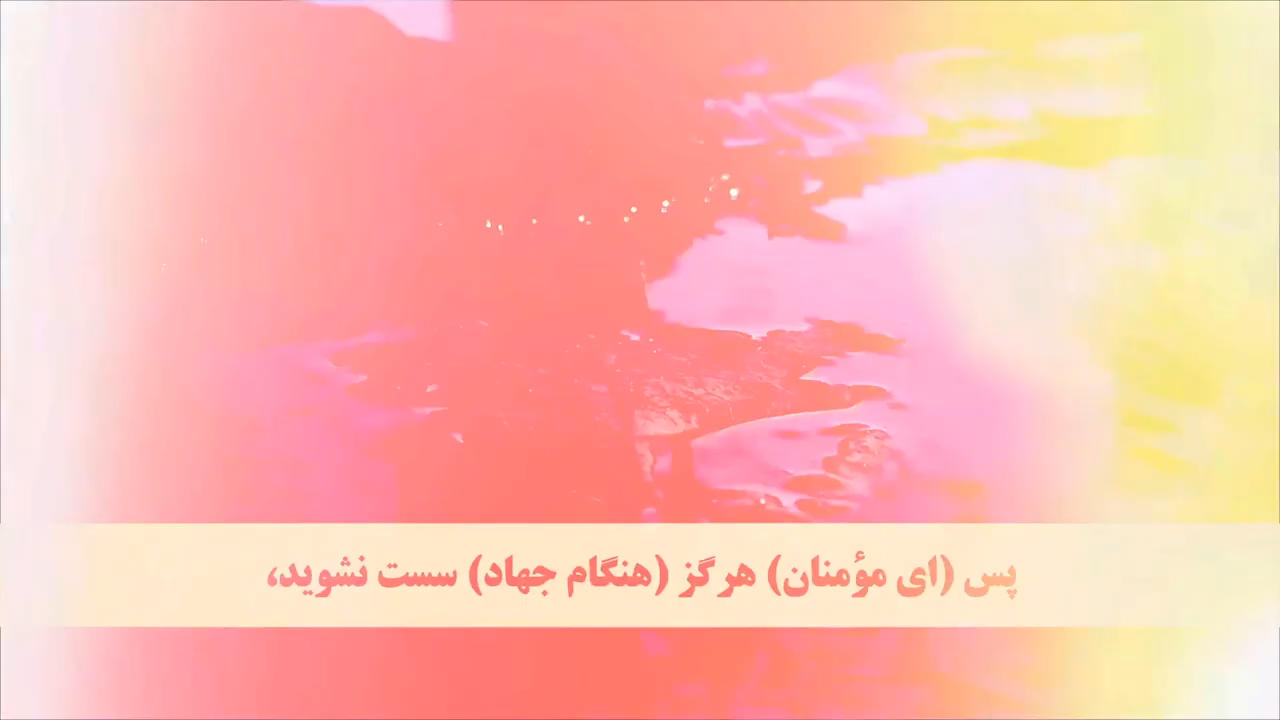 پس (ای مؤمنان) هرگز (هنگام جهاد) سست نشوید،